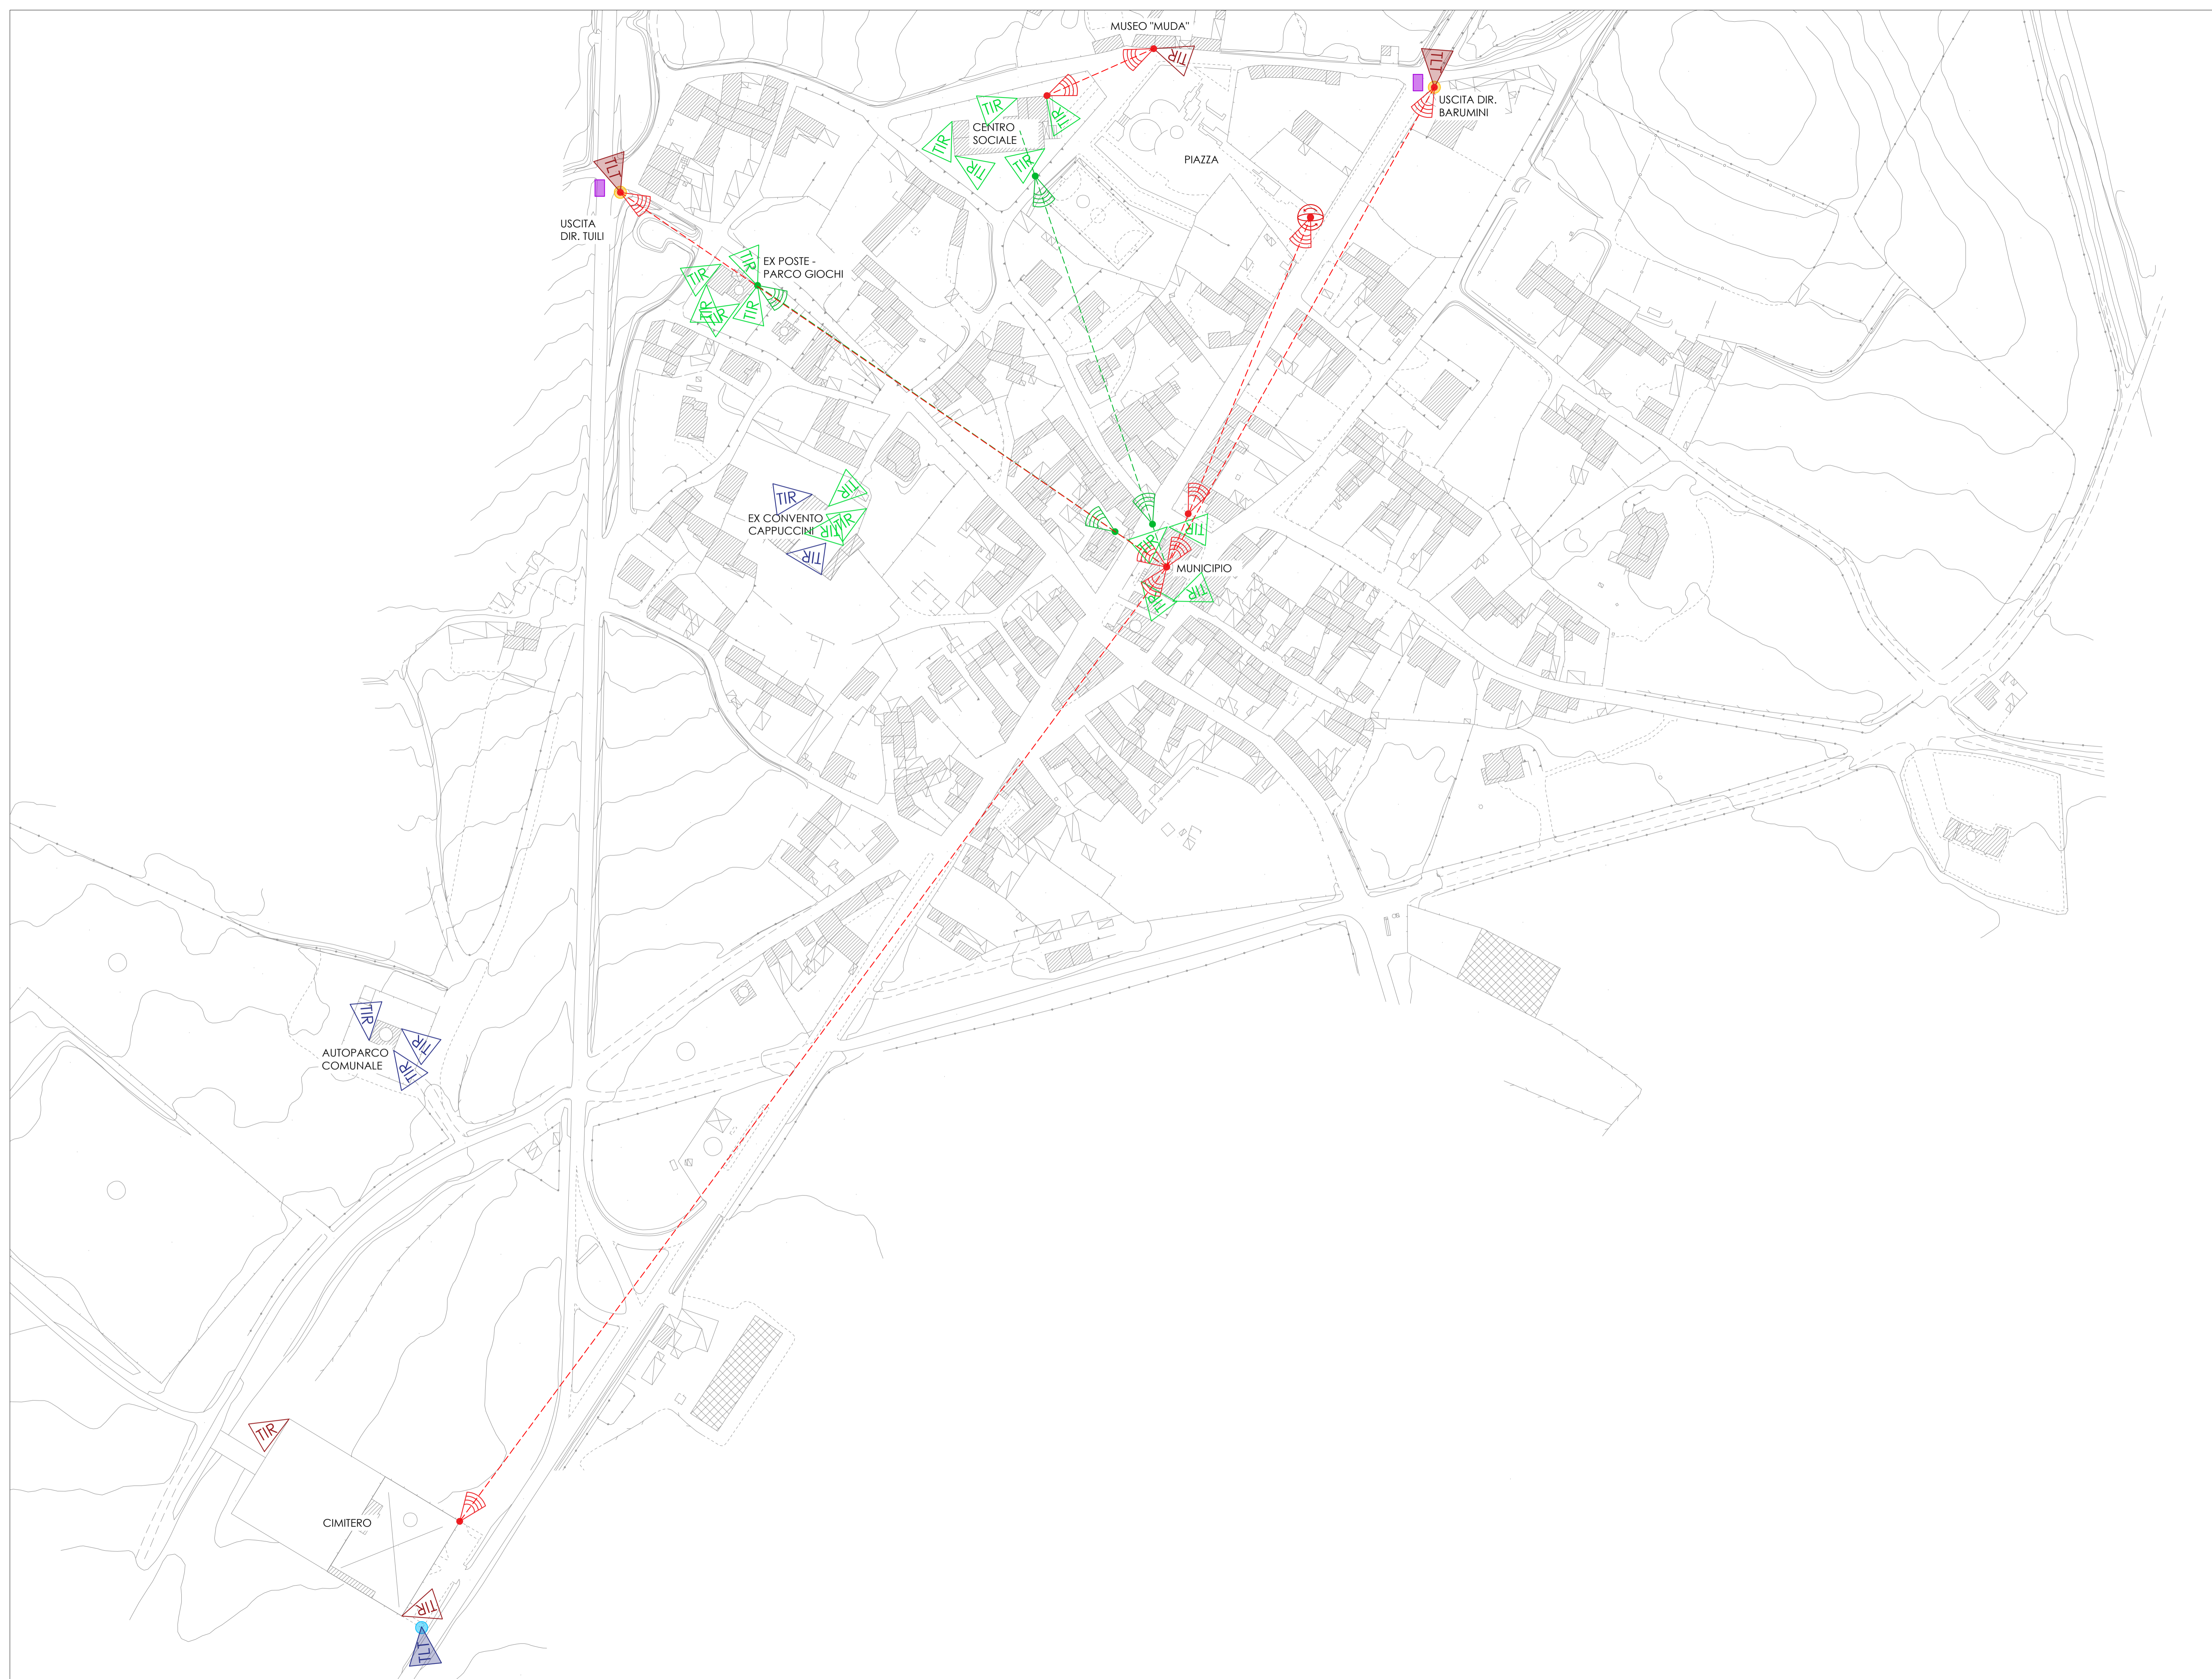 MUSEO "MUDA"
TIR
TLT
USCITA DIR.
BARUMINI
TIR
TIR
CENTRO
SOCIALE
TIR
TIR
TIR
PIAZZA
TLT
USCITA
DIR. TUILI
TIR
EX POSTE -
PARCO GIOCHI
TIR
TIR
TIR
TIR
TIR
TIR
EX CONVENTO
CAPPUCCINI
TIR
TIR
TIR
TIR
TIR
MUNICIPIO
TIR
TIR
TIR
TIR
TIR
AUTOPARCO
COMUNALE
TIR
CIMITERO
TIR
TLT